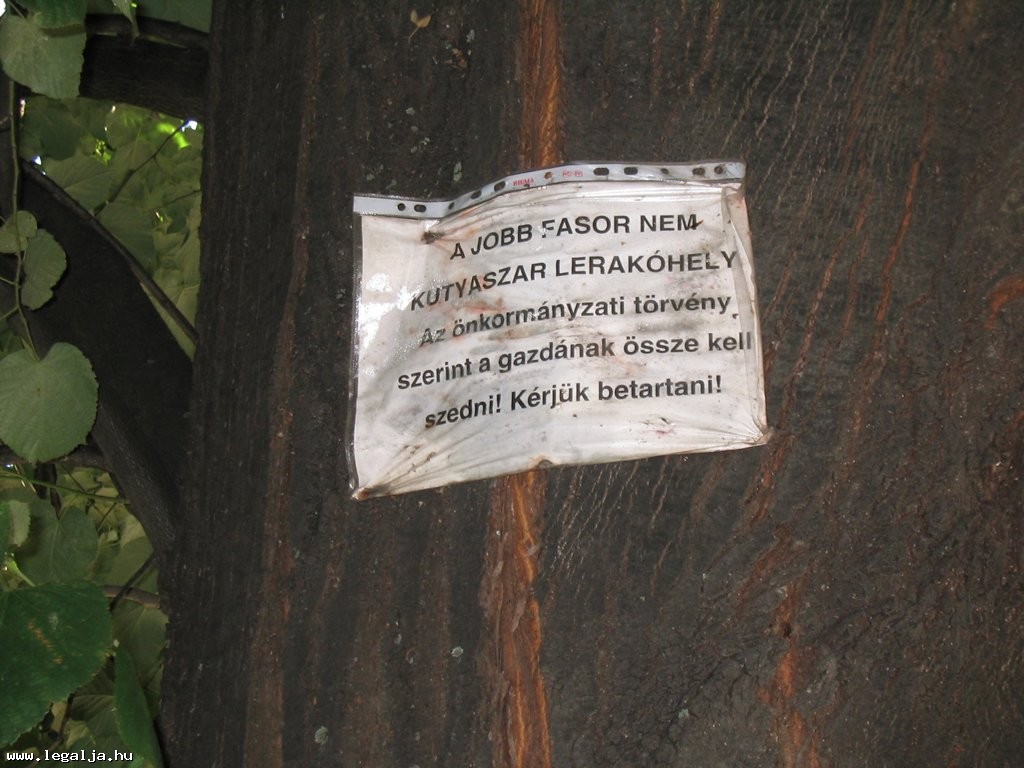 A JOBB FASOR NEM
KUTYASZAR LERAKÓHELY
Az önkormányzati törvény
szerint a gazdának össze kell
szedni! Kérjük betartani!
www.legalja.hu